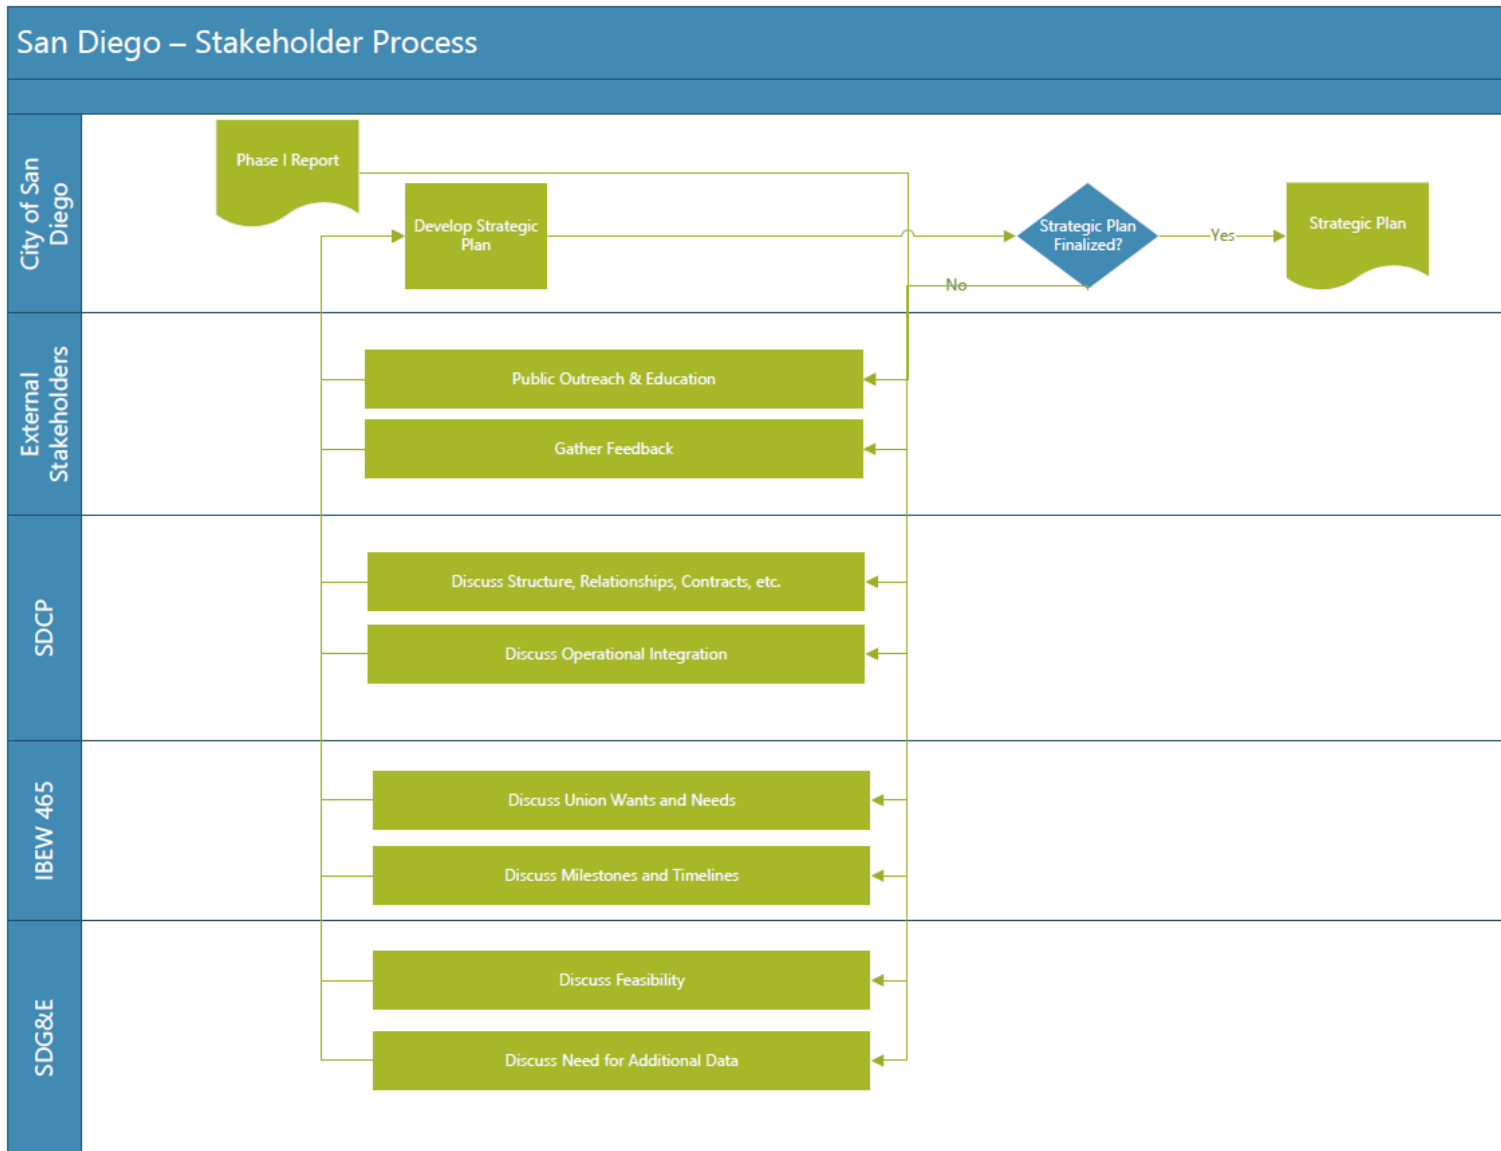 San Diego – Stakeholder Process
City of San
Diego
Phase I Report
Develop Strategic
Plan
Strategic Plan
Finalized?
Yes
Strategic Plan
No
External
Stakeholders
Public Outreach & Education
Gather Feedback
SDCP
Discuss Structure, Relationships, Contracts, etc.
Discuss Operational Integration
IBEW 465
Discuss Union Wants and Needs
Discuss Milestones and Timelines
SDG&E
Discuss Feasibility
Discuss Need for Additional Data